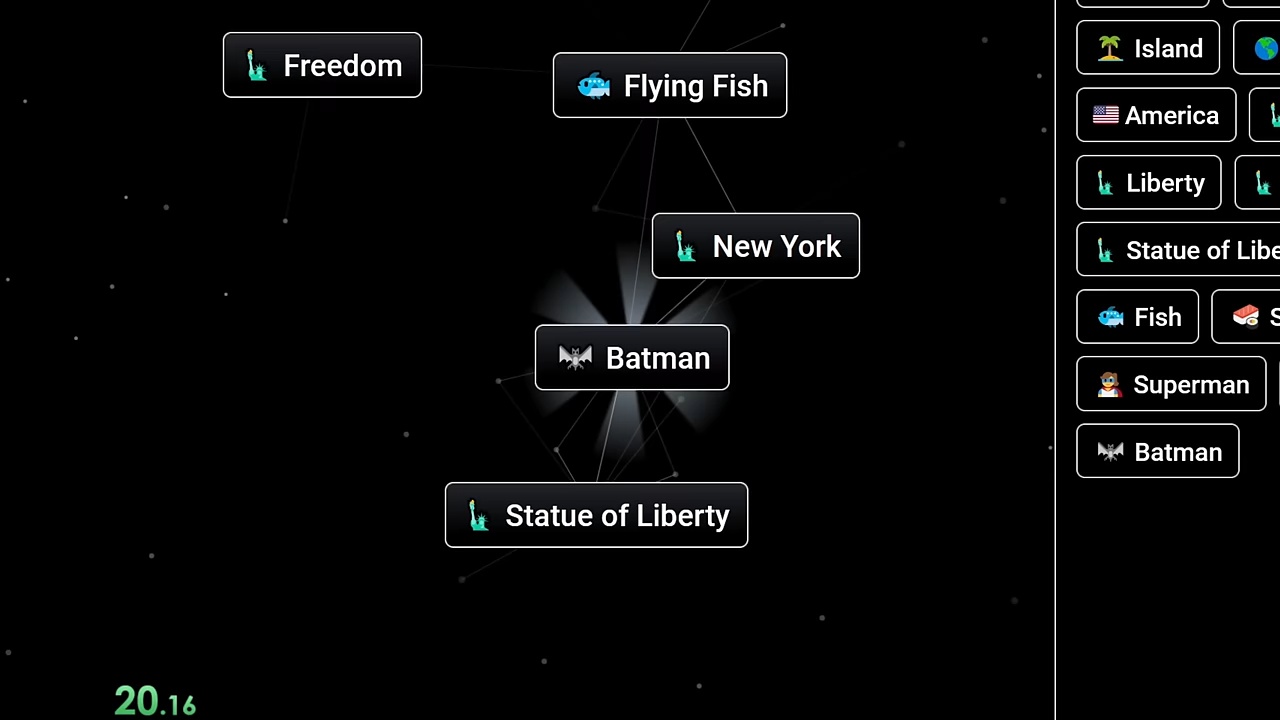 Freedom
Flying Fish
New York
Batman
Statue of Liberty
20.16
Island
America
Liberty
Statue of Libe
Fish
S
Superman
Batman